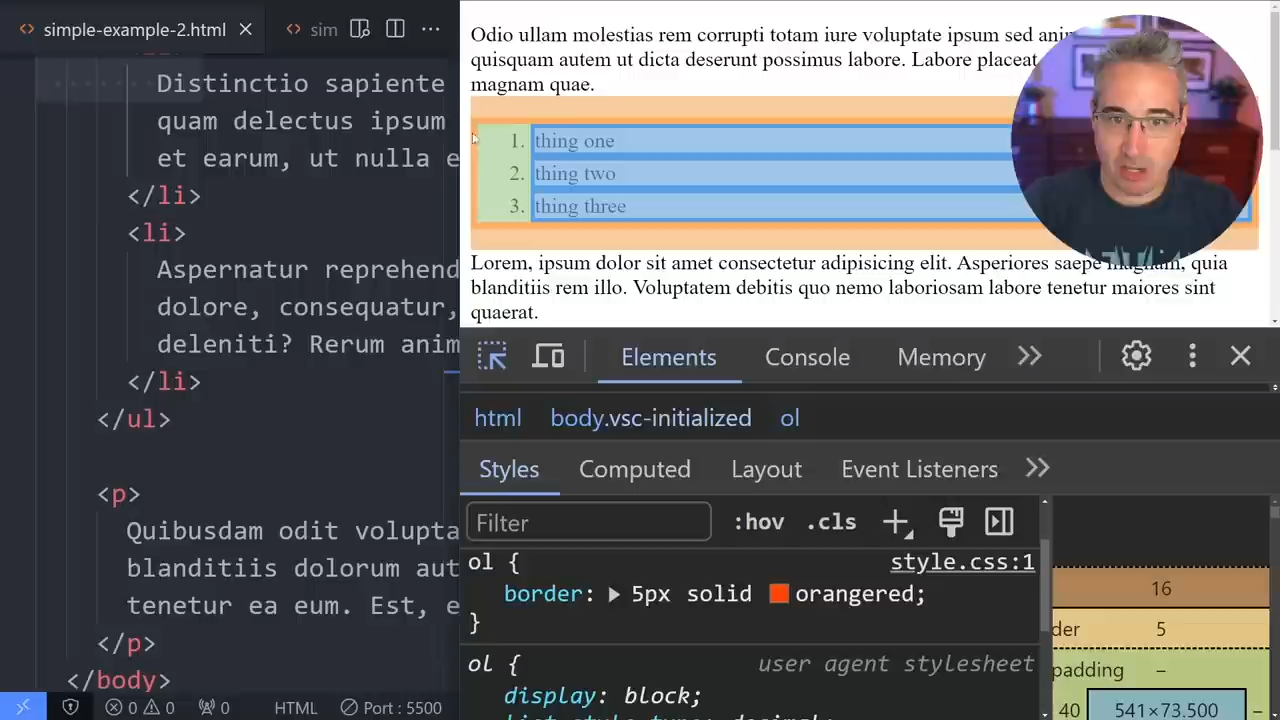 simple-example-2.html
sim
Distinctio sapiente
quam delectus ipsum
et earum, ut nulla e
</li>
<li>
Aspernatur reprehend
dolore, consequatur,
deleniti? Rerum anim
</li>
</ul>
<p>
Quibusdam odit volupta
blanditiis dolorum aut
tenetur ea eum. Est, e
</p>
</body>
0 0 0 HTML Port : 5500
Odio ullam molestias rem corrupti totam iure voluptate ipsum sed
quisquam autem ut dicta deserunt possimus labore. Labore placeat
magnam quae.
1. thing one
2. thing two
3. thing three
Lorem, ipsum dolor sit amet consectetur adipisicing elit. Asperiores saepe magnam, quia
blanditiis rem illo. Voluptatem debitis quo nemo laboriosam labore tenetur maiores sint
quaerat.
Elements Console Memory
html body.vsc-initialized ol
Styles Computed Layout Event Listeners
Filter :hov .cls
ol { style.css:1
border: 5px solid orangered;
}
ol { user agent stylesheet
display: block;
16
der 5
padding –
40 541×73.500 –